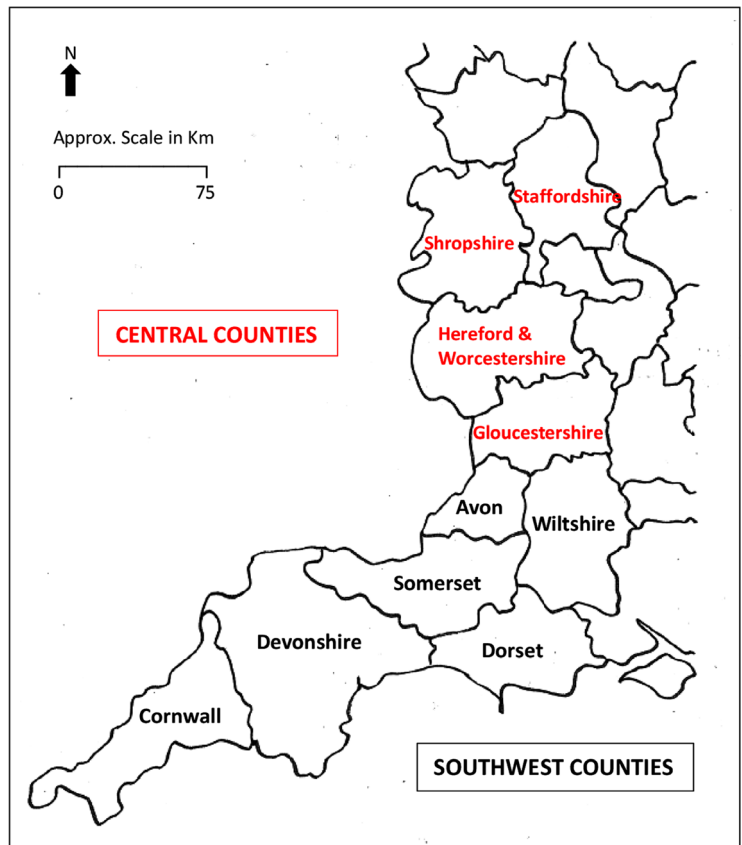 N
Approx. Scale in Km
0 75
Staffordshire
Shropshire
CENTRAL COUNTIES
Hereford &
Worcestershire
Gloucestershire
Avon
Wiltshire
Somerset
Devonshire
Dorset
Cornwall
SOUTHWEST COUNTIES